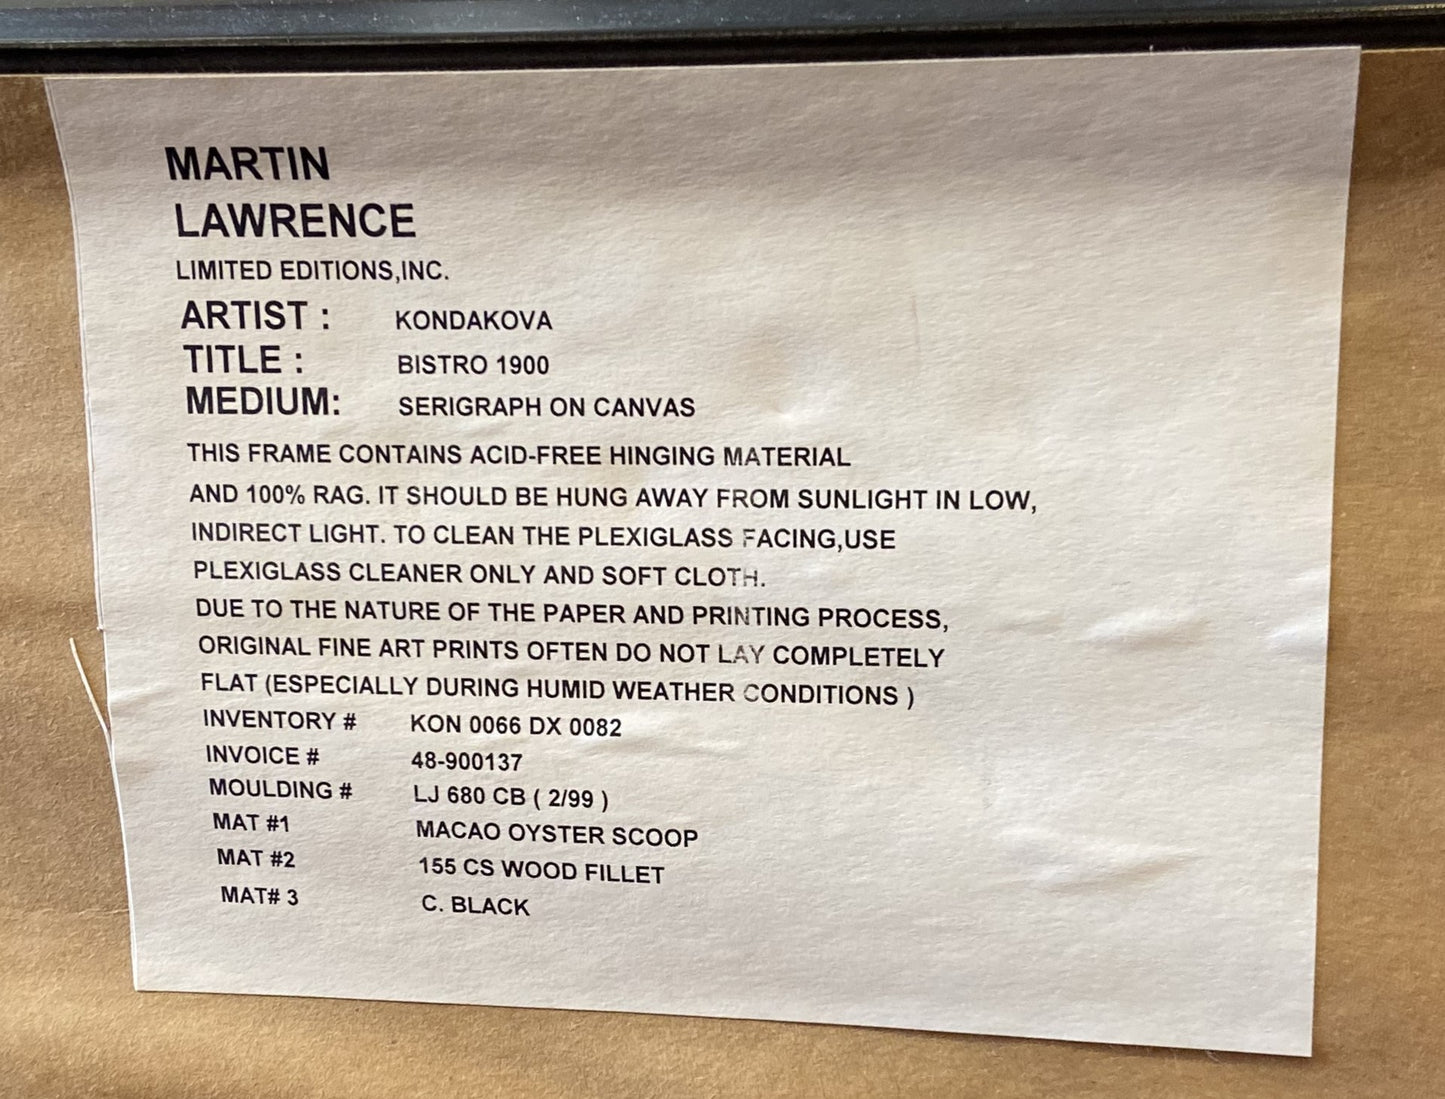 MARTIN
LAWRENCE
LIMITED EDITIONS,INC.
ARTIST : KONDAKOVA
TITLE : BISTRO 1900
MEDIUM: SERIGRAPH ON CANVAS
THIS FRAME CONTAINS ACID-FREE HINGING MATERIAL
AND 100% RAG. IT SHOULD BE HUNG AWAY FROM SUNLIGHT IN LOW,
INDIRECT LIGHT. TO CLEAN THE PLEXIGLASS FACING,USE
PLEXIGLASS CLEANER ONLY AND SOFT CLOTH.
DUE TO THE NATURE OF THE PAPER AND PRINTING PROCESS,
ORIGINAL FINE ART PRINTS OFTEN DO NOT LAY COMPLETELY
FLAT (ESPECIALLY DURING HUMID WEATHER CONDITIONS )
INVENTORY # KON 0066 DX 0082
INVOICE # 48-900137
MOULDING # LJ 680 CB ( 2/99 )
MAT #1 MACAO OYSTER SCOOP
MAT #2 155 CS WOOD FILLET
MAT# 3 C. BLACK